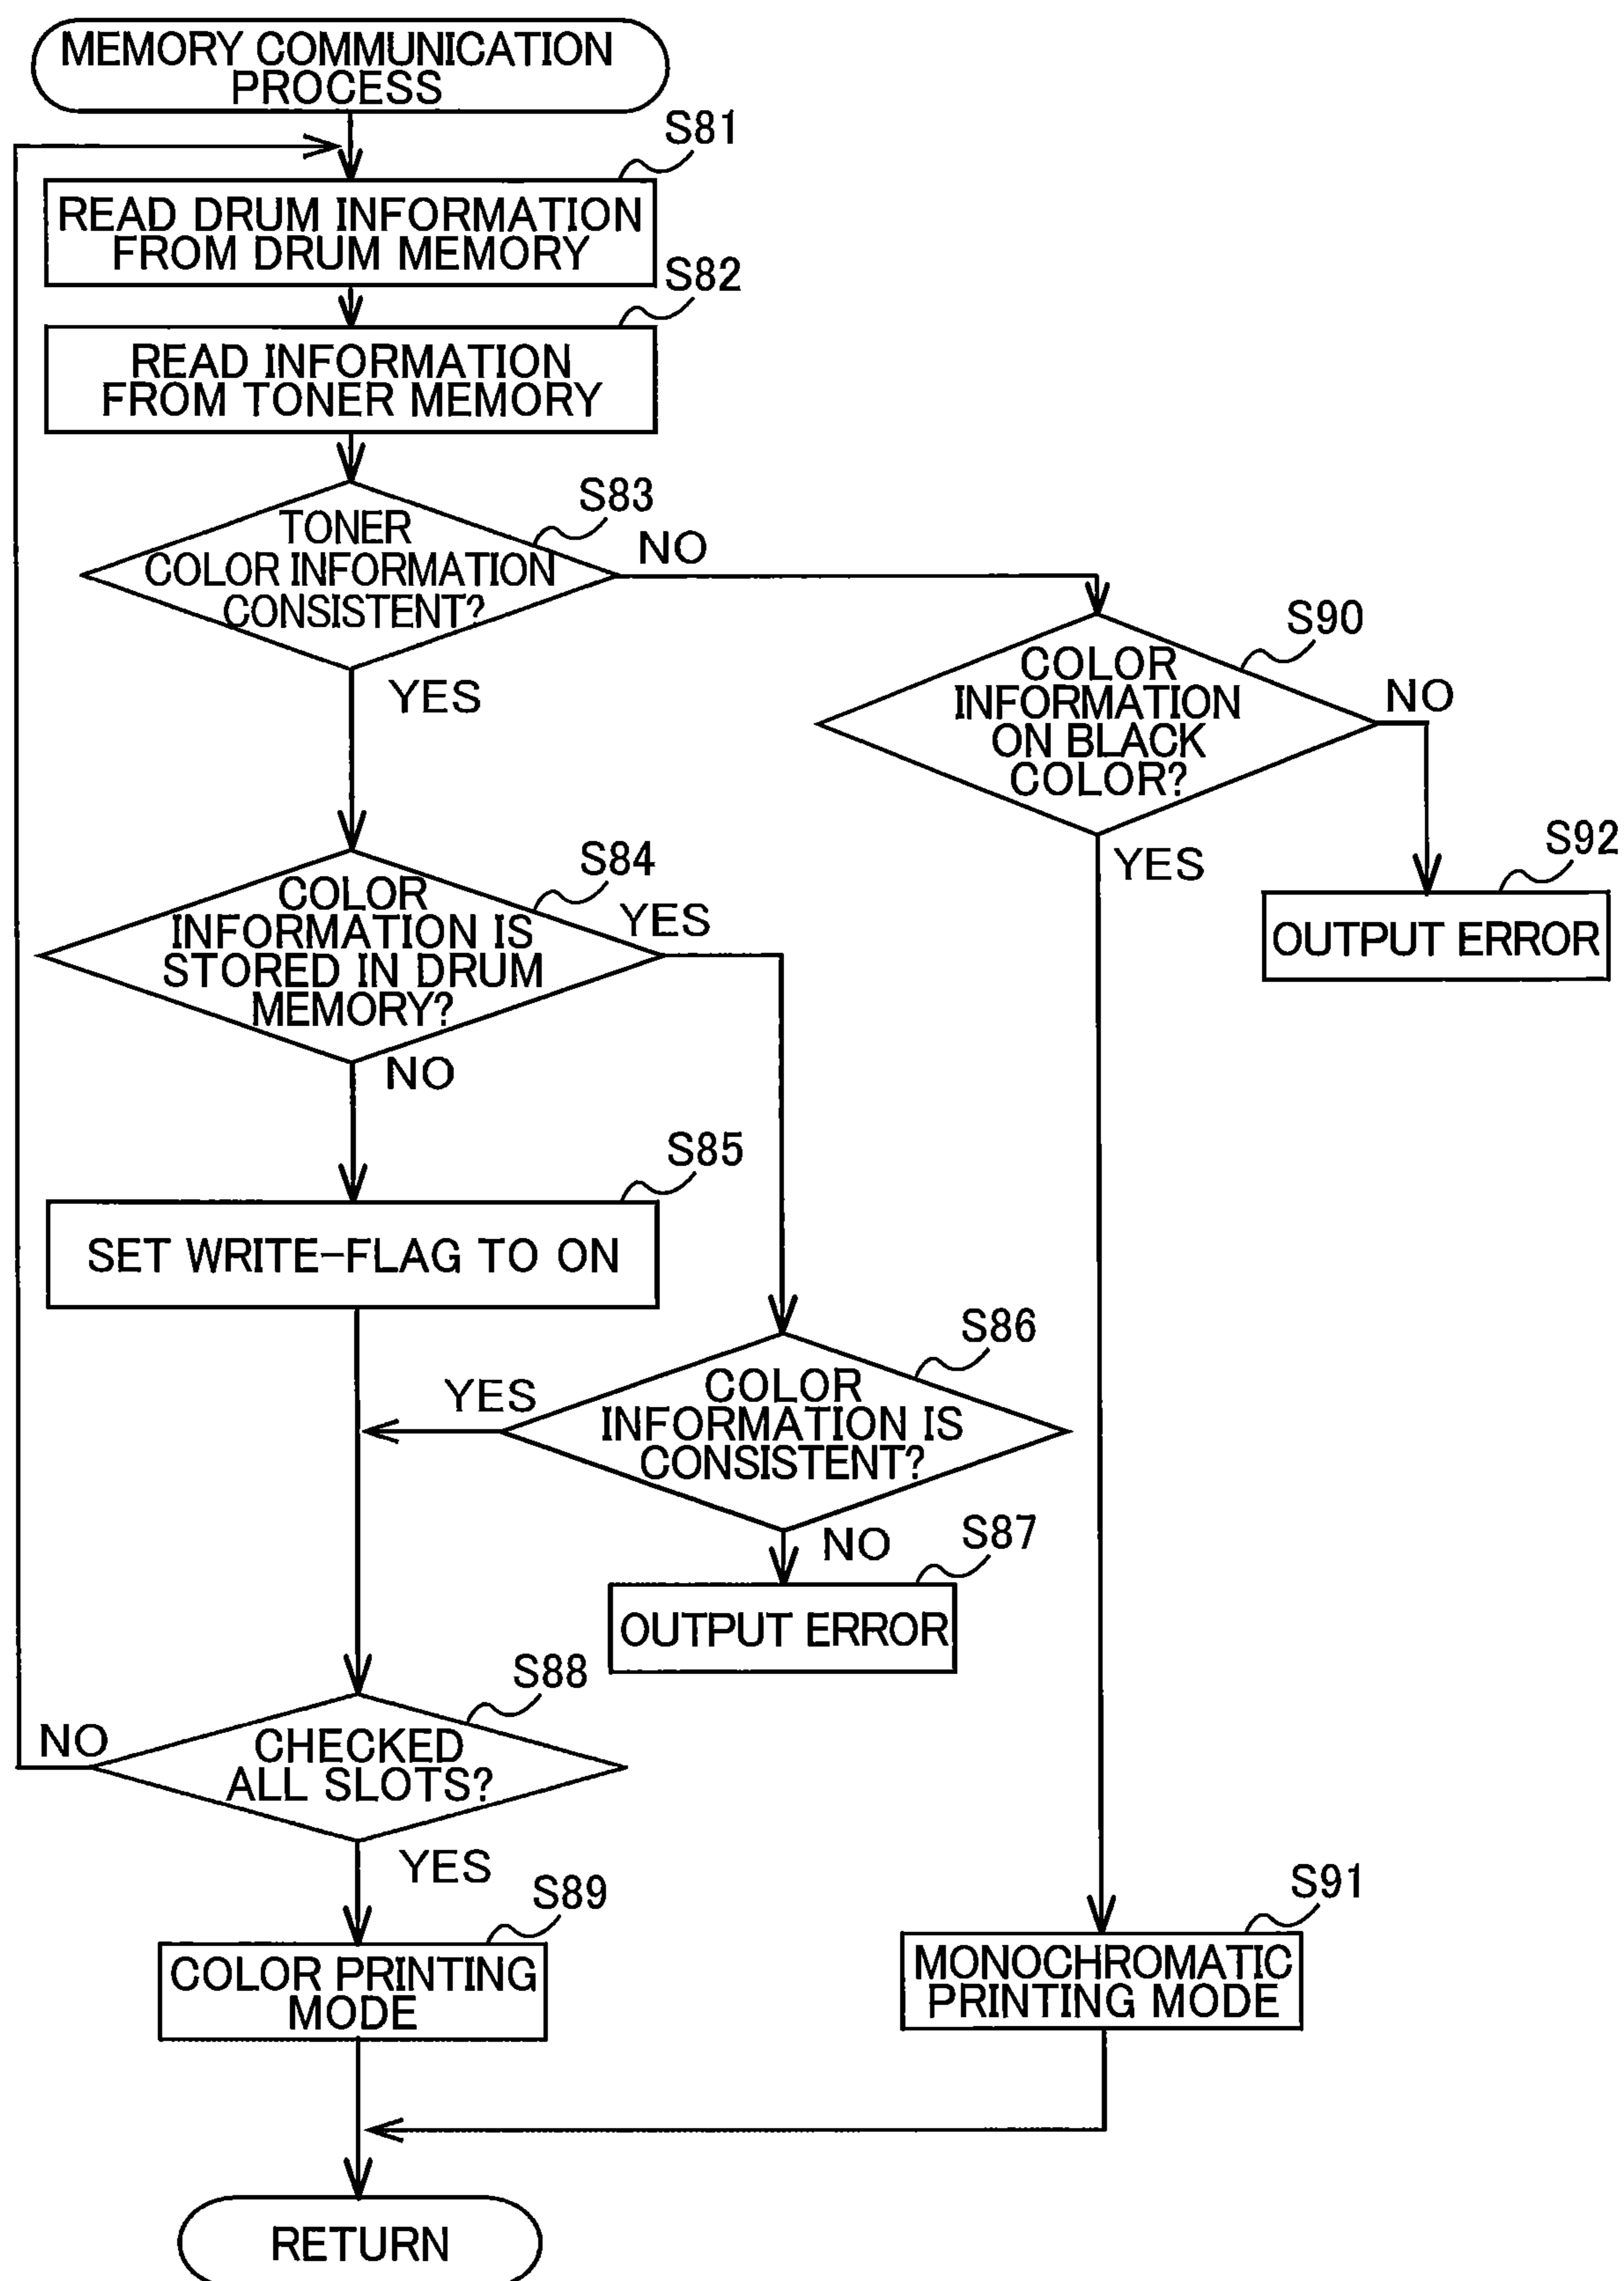 MEMORY COMMUNICATION
PROCESS
S81
READ DRUM INFORMATION
FROM DRUM MEMORY
S82
READ INFORMATION
FROM TONER MEMORY
S83
TONER
COLOR INFORMATION
CONSISTENT?
NO
YES
S90
COLOR
INFORMATION
ON BLACK
COLOR?
NO
YES
S92
OUTPUT ERROR
S84
COLOR
INFORMATION IS
STORED IN DRUM
MEMORY?
YES
NO
S85
SET WRITE-FLAG TO ON
S86
COLOR
INFORMATION IS
CONSISTENT?
YES
NO
S87
OUTPUT ERROR
S88
CHECKED
ALL SLOTS?
NO
YES
S89
COLOR PRINTING
MODE
S91
MONOCHROMATIC
PRINTING MODE
RETURN